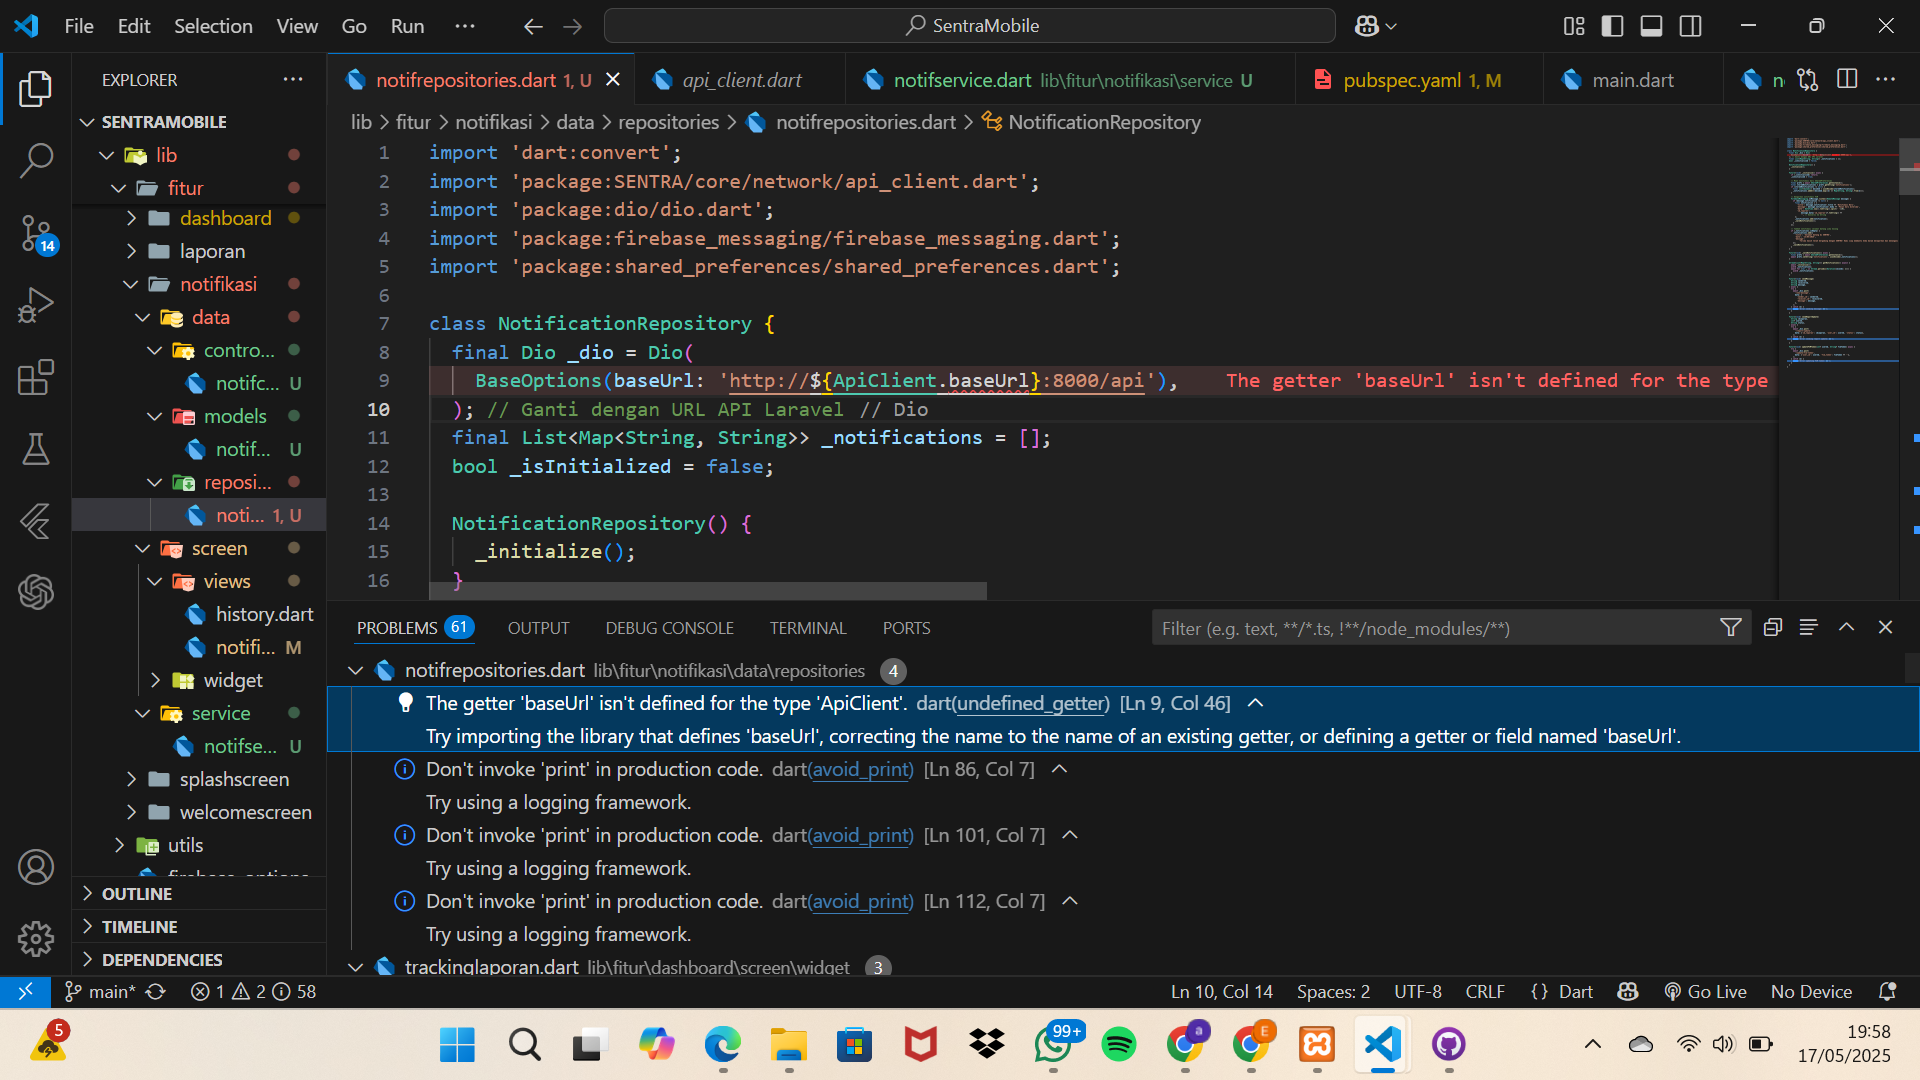 File Edit Selection View Go Run ··· SentraMobile
EXPLORER ···
SENTRAMOBILE
lib
fitur
dashboard
laporan
notifikasi
data
contro...
notifc... U
models
notif... U
reposi...
noti... 1, U
screen
views
history.dart
notifi... M
widget
service
notifse... U
splashscreen
welcomescreen
utils
OUTLINE
TIMELINE
DEPENDENCIES
14
notifrepositories.dart 1, U
api_client.dart
notifservice.dart lib\fitur\notifikasi\service U
pubspec.yaml 1, M
main.dart
lib > fitur > notifikasi > data > repositories > notifrepositories.dart > NotificationRepository
1 import 'dart:convert';
2 import 'package:SENTRA/core/network/api_client.dart';
3 import 'package:dio/dio.dart';
4 import 'package:firebase_messaging/firebase_messaging.dart';
5 import 'package:shared_preferences/shared_preferences.dart';
6
7 class NotificationRepository {
8 final Dio _dio = Dio(
9 BaseOptions(baseUrl: 'http://${ApiClient.baseUrl}:8000/api'), The getter 'baseUrl' isn't defined for the type
10 ); // Ganti dengan URL API Laravel // Dio
11 final List<Map<String, String>> _notifications = [];
12 bool _isInitialized = false;
13
14 NotificationRepository() {
15 _initialize();
16 }
PROBLEMS 61 OUTPUT DEBUG CONSOLE TERMINAL PORTS Filter (e.g. text, **/*.ts, !**/node_modules/**)
notifrepositories.dart lib\fitur\notifikasi\data\repositories 4
The getter 'baseUrl' isn't defined for the type 'ApiClient'. dart(undefined_getter) [Ln 9, Col 46]
Try importing the library that defines 'baseUrl', correcting the name to the name of an existing getter, or defining a getter or field named 'baseUrl'.
Don't invoke 'print' in production code. dart(avoid_print) [Ln 86, Col 7]
Try using a logging framework.
Don't invoke 'print' in production code. dart(avoid_print) [Ln 101, Col 7]
Try using a logging framework.
Don't invoke 'print' in production code. dart(avoid_print) [Ln 112, Col 7]
Try using a logging framework.
trackinglaporan.dart lib\fitur\dashboard\screen\widget 3
main* 1 2 58 Ln 10, Col 14 Spaces: 2 UTF-8 CRLF {} Dart Go Live No Device
5
99+
a
E
19:58
17/05/2025